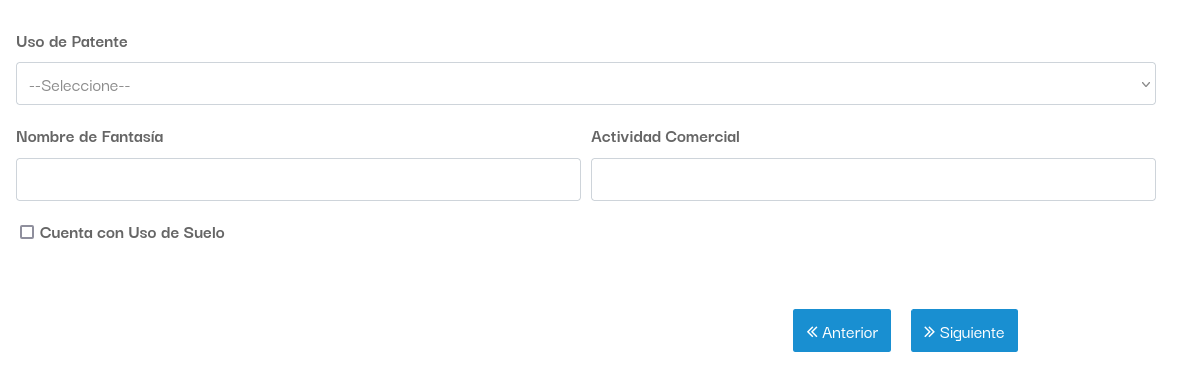 Uso de Patente
--Seleccione--
Nombre de Fantasía Actividad Comercial
Cuenta con Uso de Suelo
Anterior Siguiente